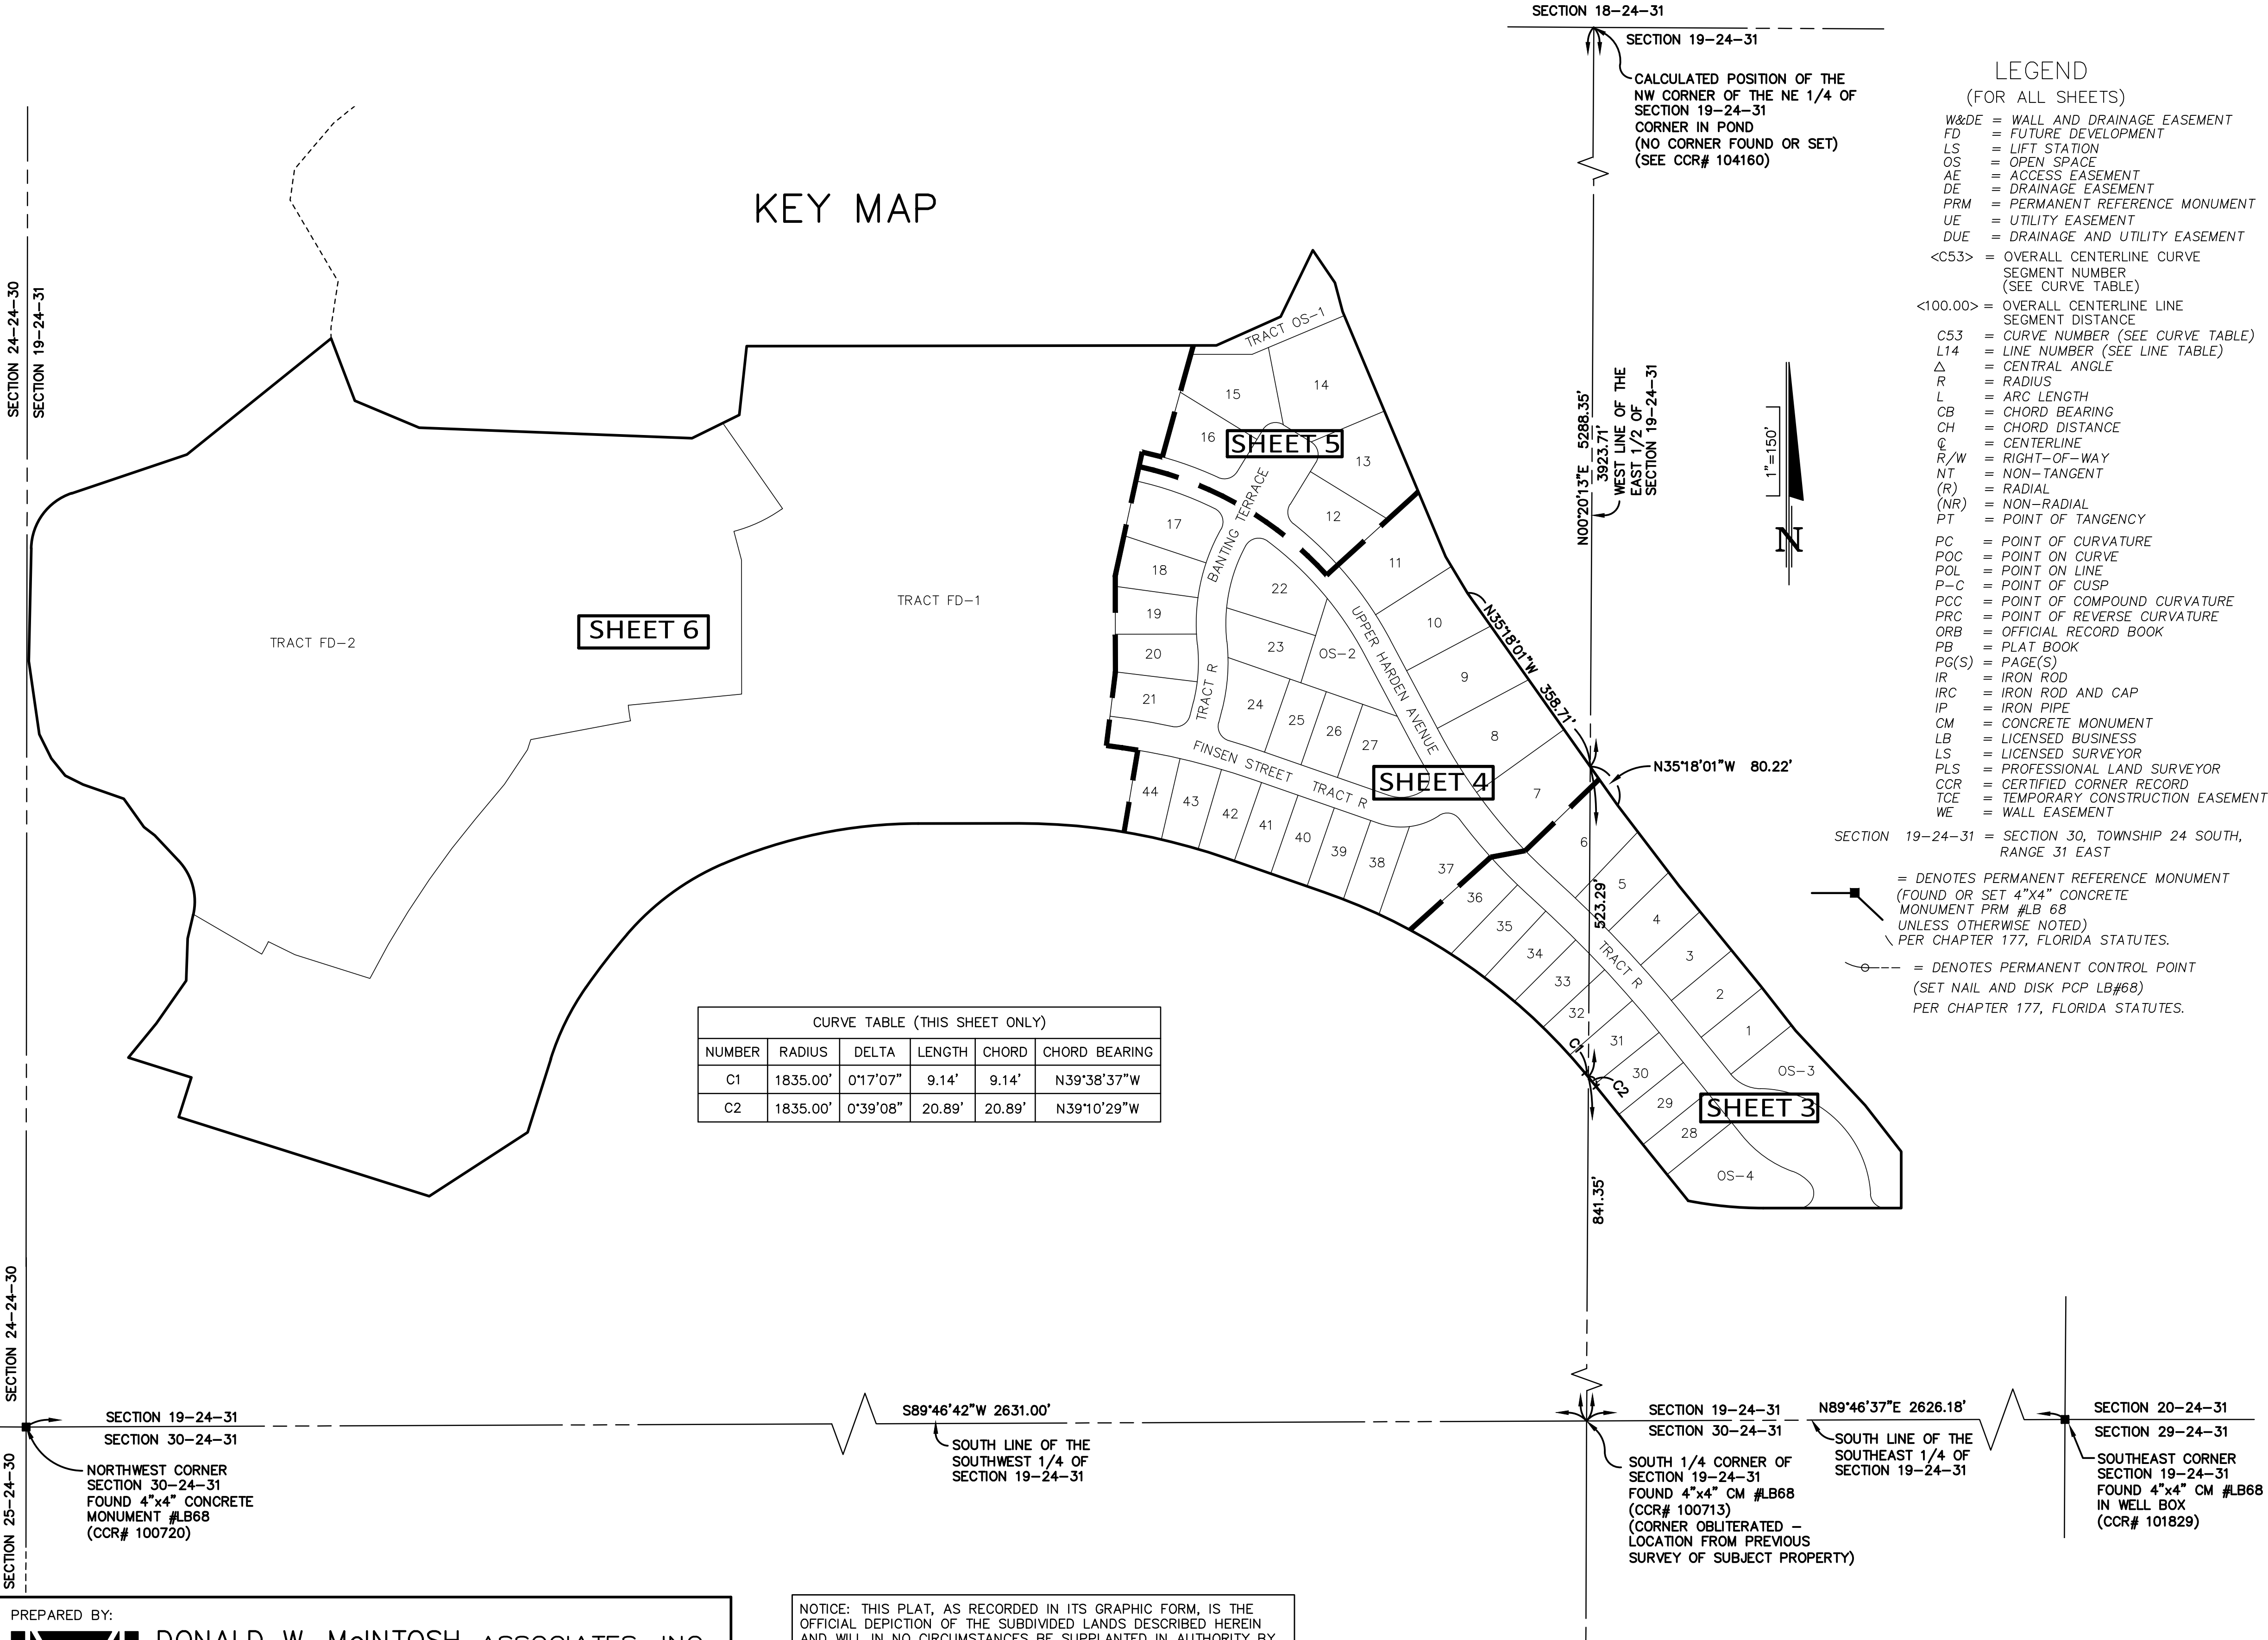 SECTION 18-24-31
SECTION 19-24-31
CALCULATED POSITION OF THE
NW CORNER OF THE NE 1/4 OF
SECTION 19-24-31
CORNER IN POND
(NO CORNER FOUND OR SET)
(SEE CCR# 104160)
KEY MAP
SECTION 24-24-30
SECTION 19-24-31
LEGEND
(FOR ALL SHEETS)
W&DE = WALL AND DRAINAGE EASEMENT
FD = FUTURE DEVELOPMENT
LS = LIFT STATION
OS = OPEN SPACE
AE = ACCESS EASEMENT
DE = DRAINAGE EASEMENT
PRM = PERMANENT REFERENCE MONUMENT
UE = UTILITY EASEMENT
DUE = DRAINAGE AND UTILITY EASEMENT
<C53> = OVERALL CENTERLINE CURVE
SEGMENT NUMBER
(SEE CURVE TABLE)
<100.00> = OVERALL CENTERLINE LINE
SEGMENT DISTANCE
C53 = CURVE NUMBER (SEE CURVE TABLE)
L14 = LINE NUMBER (SEE LINE TABLE)
△ = CENTRAL ANGLE
R = RADIUS
L = ARC LENGTH
CB = CHORD BEARING
CH = CHORD DISTANCE
℄ = CENTERLINE
R/W = RIGHT-OF-WAY
NT = NON-TANGENT
(R) = RADIAL
(NR) = NON-RADIAL
PT = POINT OF TANGENCY
PC = POINT OF CURVATURE
POC = POINT ON CURVE
POL = POINT ON LINE
P-C = POINT OF CUSP
PCC = POINT OF COMPOUND CURVATURE
PRC = POINT OF REVERSE CURVATURE
ORB = OFFICIAL RECORD BOOK
PB = PLAT BOOK
PG(S) = PAGE(S)
IR = IRON ROD
IRC = IRON ROD AND CAP
IP = IRON PIPE
CM = CONCRETE MONUMENT
LB = LICENSED BUSINESS
LS = LICENSED SURVEYOR
PLS = PROFESSIONAL LAND SURVEYOR
CCR = CERTIFIED CORNER RECORD
TCE = TEMPORARY CONSTRUCTION EASEMENT
WE = WALL EASEMENT
SECTION 19-24-31 = SECTION 30, TOWNSHIP 24 SOUTH,
RANGE 31 EAST
= DENOTES PERMANENT REFERENCE MONUMENT
(FOUND OR SET 4"X4" CONCRETE
MONUMENT PRM #LB 68
UNLESS OTHERWISE NOTED)
PER CHAPTER 177, FLORIDA STATUTES.
= DENOTES PERMANENT CONTROL POINT
(SET NAIL AND DISK PCP LB#68)
PER CHAPTER 177, FLORIDA STATUTES.
1"=150'
N
N00°20'13"E 5288.35'
3923.71'
WEST LINE OF THE
EAST 1/2 OF
SECTION 19-24-31
TRACT OS-1
15
14
16
SHEET 5
13
12
BANTING TERRACE
17
18
19
20
21
TRACT R
22
23
OS-2
24
25
26
27
UPPER HARDEN AVENUE
11
10
9
8
7
N35°18'01"W 358.71'
N35°18'01"W 80.22'
FINSEN STREET TRACT R
SHEET 4
44
43
42
41
40
39
38
37
36
35
34
33
32
31
30
29
28
6
5
4
3
2
1
523.29'
TRACT R
C1
C2
OS-3
SHEET 3
OS-4
841.35'
TRACT FD-1
TRACT FD-2
SHEET 6
CURVE TABLE (THIS SHEET ONLY)
NUMBER RADIUS DELTA LENGTH CHORD CHORD BEARING
C1 1835.00' 0°17'07" 9.14' 9.14' N39°38'37"W
C2 1835.00' 0°39'08" 20.89' 20.89' N39°10'29"W
SECTION 24-24-30
SECTION 25-24-30
SECTION 19-24-31
SECTION 30-24-31
NORTHWEST CORNER
SECTION 30-24-31
FOUND 4"x4" CONCRETE
MONUMENT #LB68
(CCR# 100720)
S89°46'42"W 2631.00'
SOUTH LINE OF THE
SOUTHWEST 1/4 OF
SECTION 19-24-31
SECTION 19-24-31
SECTION 30-24-31
SOUTH 1/4 CORNER OF
SECTION 19-24-31
FOUND 4"x4" CM #LB68
(CCR# 100713)
(CORNER OBLITERATED -
LOCATION FROM PREVIOUS
SURVEY OF SUBJECT PROPERTY)
N89°46'37"E 2626.18'
SOUTH LINE OF THE
SOUTHEAST 1/4 OF
SECTION 19-24-31
SECTION 20-24-31
SECTION 29-24-31
SOUTHEAST CORNER
SECTION 19-24-31
FOUND 4"x4" CM #LB68
IN WELL BOX
(CCR# 101829)
PREPARED BY:
DONALD W. McINTOSH ASSOCIATES, INC.
NOTICE: THIS PLAT, AS RECORDED IN ITS GRAPHIC FORM, IS THE
OFFICIAL DEPICTION OF THE SUBDIVIDED LANDS DESCRIBED HEREIN
AND WILL IN NO CIRCUMSTANCES BE SUPPLANTED IN AUTHORITY BY